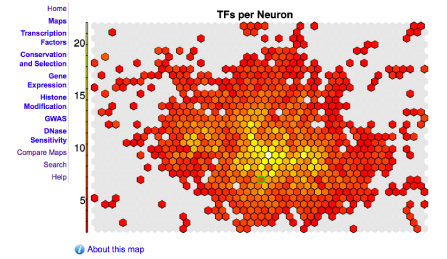 Home
Maps
Transcription
Factors
Conservation
and Selection
Gene
Expression
Histone
Modification
GWAS
DNase
Sensitivity
Compare Maps
Search
Help
TFs per Neuron
20
15
10
5
i About this map